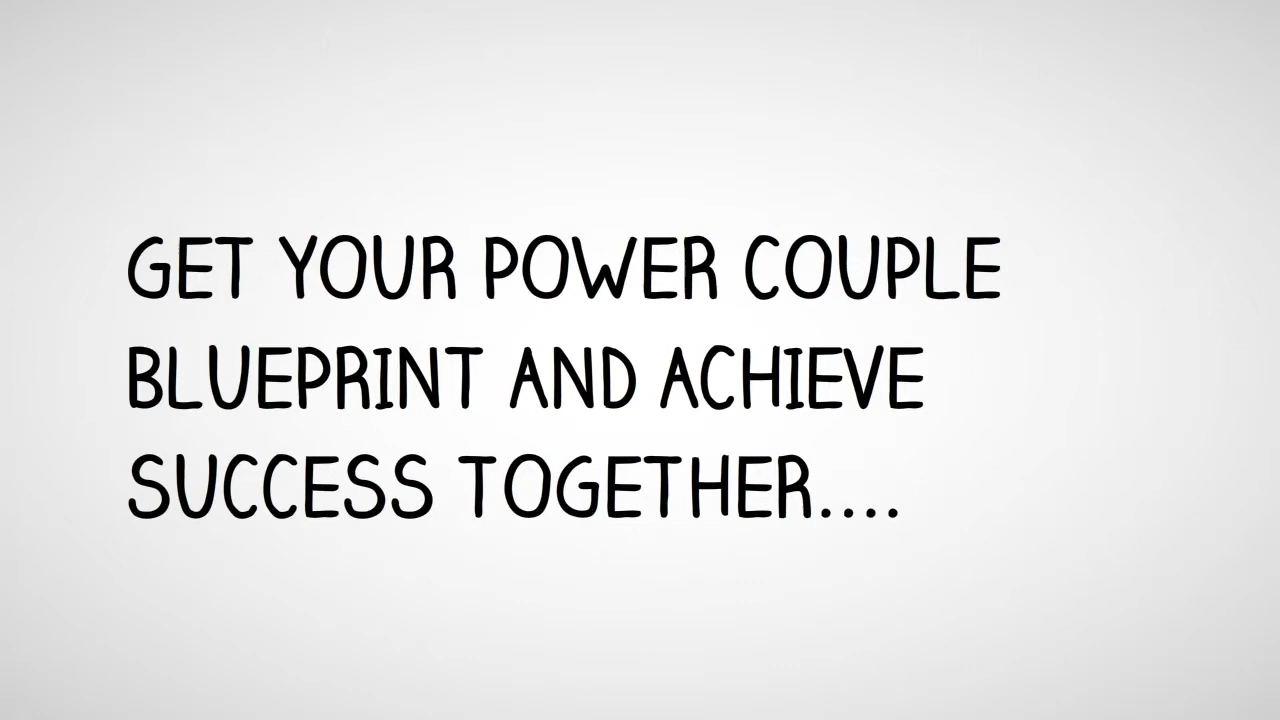 GET YOUR POWER COUPLE
BLUEPRINT AND ACHIEVE
SUCCESS TOGETHER....